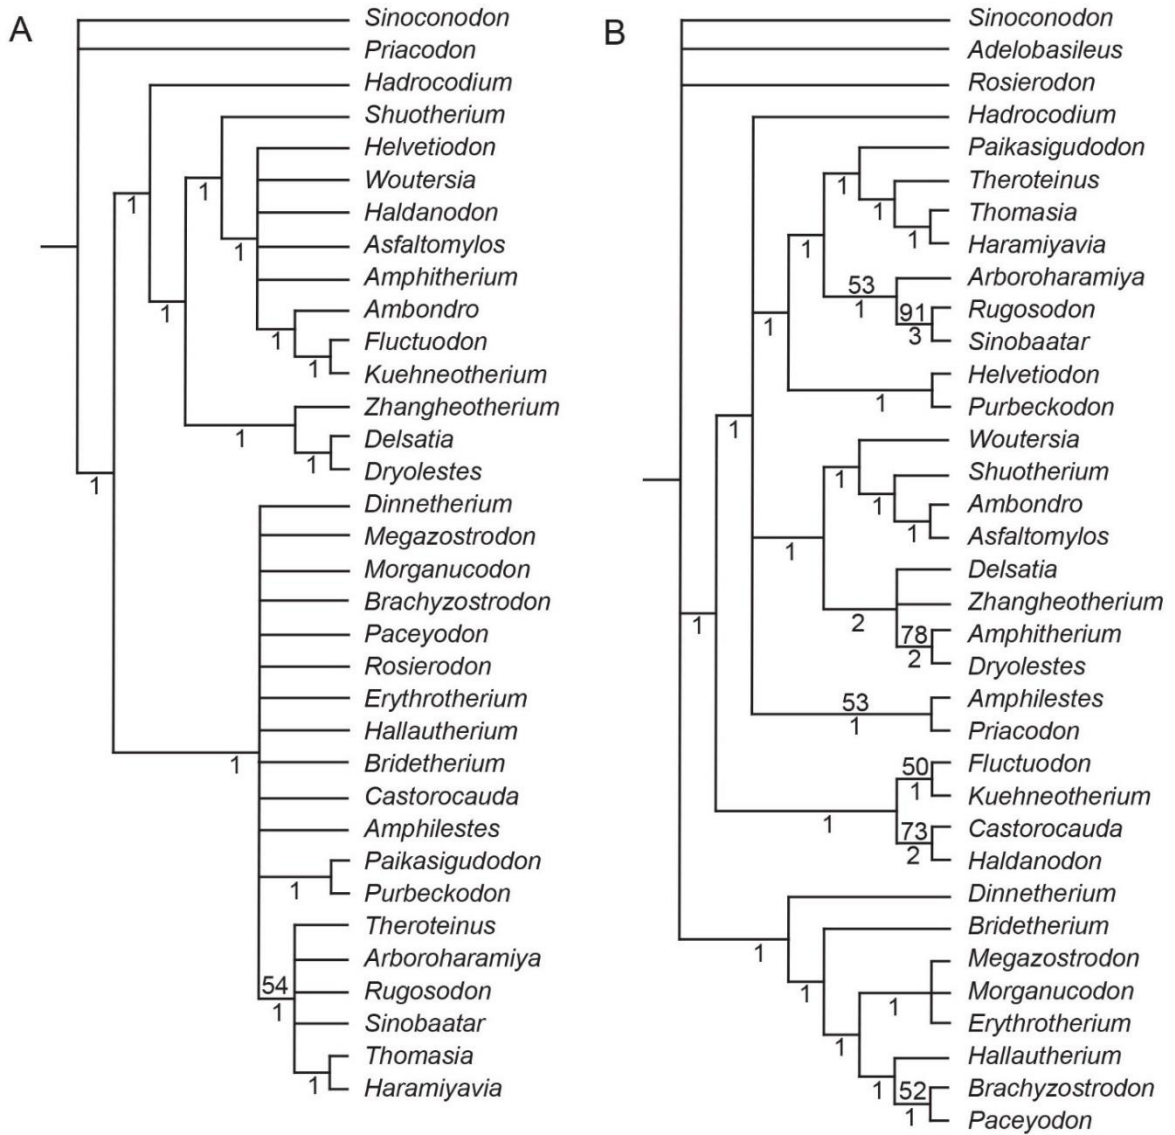 A
Sinoconodon
Priacodon
Hadrocodium
Shuotherium
Helvetiodon
Woutersia
1
1
Haldanodon
Asfaltomylos
1
Amphitherium
Ambondro
1
Fluctuodon
1
Kuehneotherium
1
Zhangheotherium
Delsatia
1
1
Dryolestes
1
Dinnetherium
Megazostrodon
Morganucodon
Brachyzostrodon
Paceyodon
Rosierodon
Erythrotherium
Hallautherium
Bridetherium
1
Castorocauda
Amphilestes
Paikasigudodon
1
Purbeckodon
Theroteinus
Arboroharamiya
54
Rugosodon
1
Sinobaatar
Thomasia
1
Haramiyavia
B
Sinoconodon
Adelobasileus
Rosierodon
Hadrocodium
Paikasigudodon
1
Theroteinus
1
Thomasia
1
Haramiyavia
1
Arboroharamiya
53
1
91
Rugosodon
3
Sinobaatar
1
Helvetiodon
1
Purbeckodon
1
Woutersia
1
Shuotherium
1
Ambondro
1
Asfaltomylos
1
Delsatia
Zhangheotherium
2
78
Amphitherium
2
Dryolestes
1
53
Amphilestes
1
Priacodon
50
Fluctuodon
1
Kuehneotherium
1
73
Castorocauda
2
Haldanodon
Dinnetherium
1
Bridetherium
Megazostrodon
1
1
Morganucodon
Erythrotherium
1
Hallautherium
1
52
Brachyzostrodon
1
Paceyodon